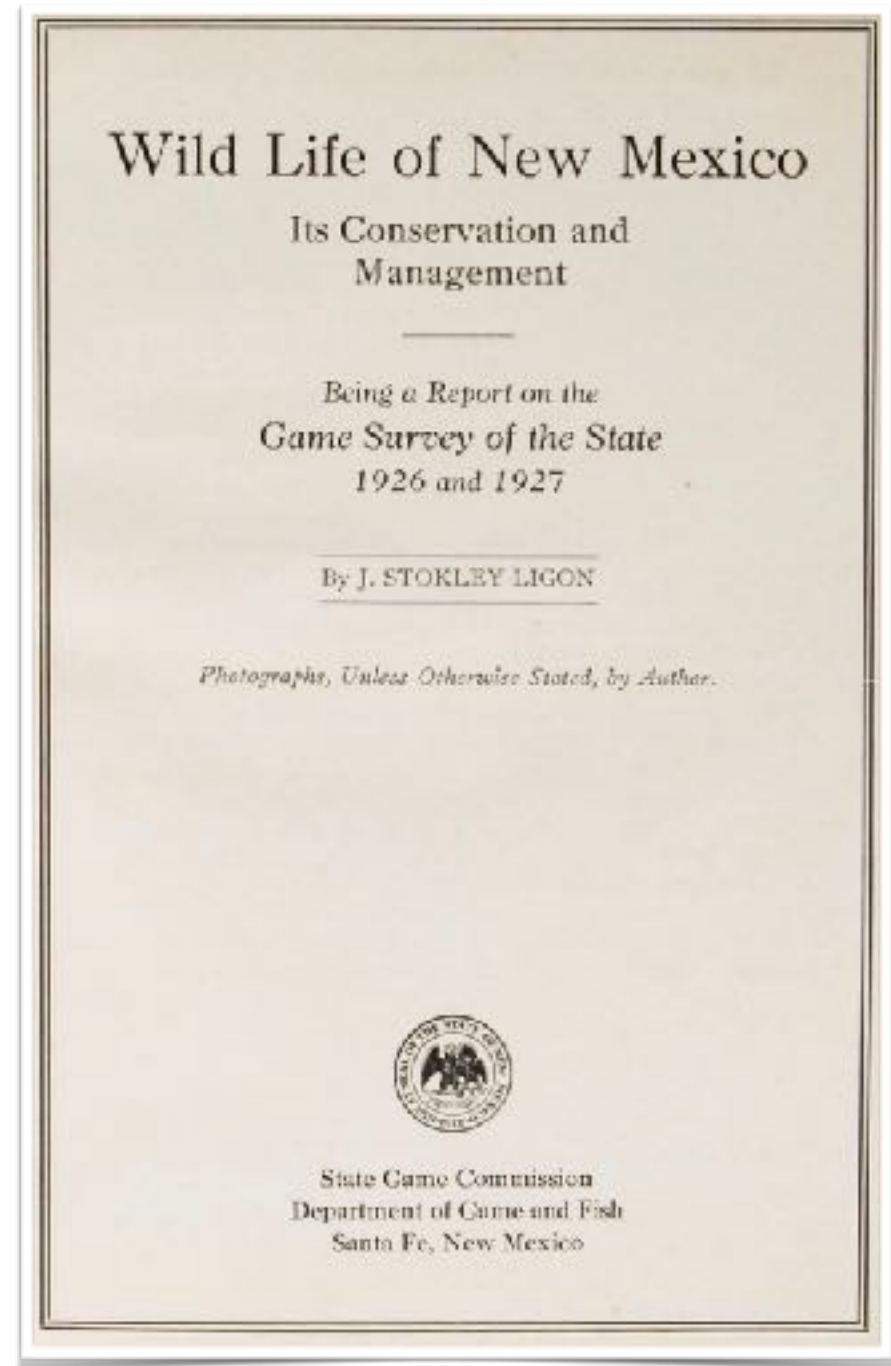 Wild Life of New Mexico
Its Conservation and
Management
Being a Report on the
Game Survey of the State
1926 and 1927
By J. STOKLEY LIGON
Photographs, Unless Otherwise Stated, by Author.
State Game Commission
Department of Game and Fish
Santa Fe, New Mexico